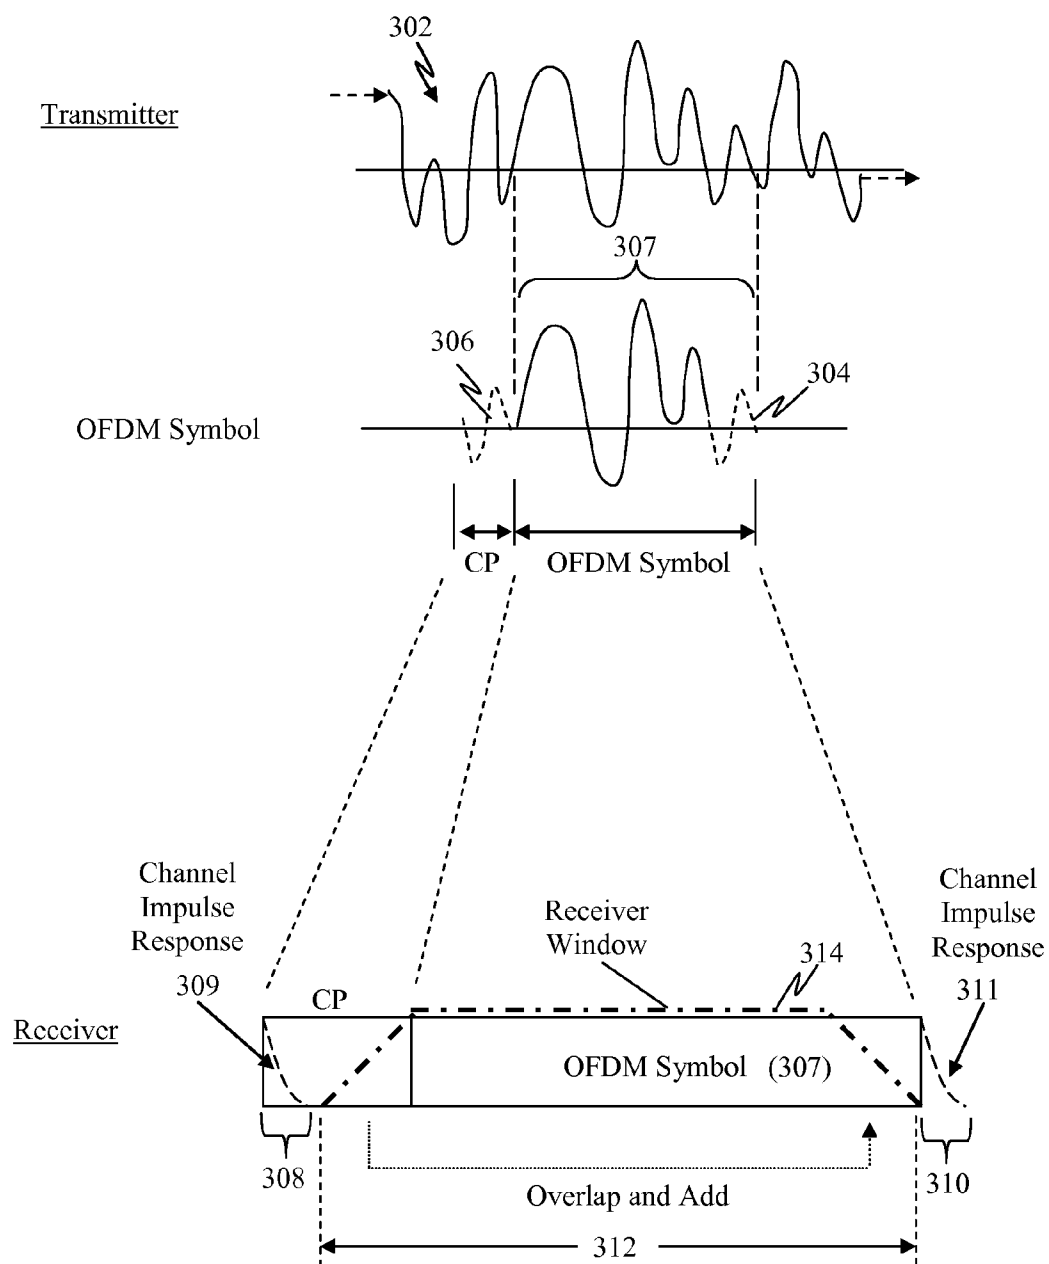 302
Transmitter
307
306
304
OFDM Symbol
CP
OFDM Symbol
Channel
Impulse
Response
309
Receiver
Window
314
Channel
Impulse
Response
311
CP
Receiver
OFDM Symbol (307)
308
310
Overlap and Add
312